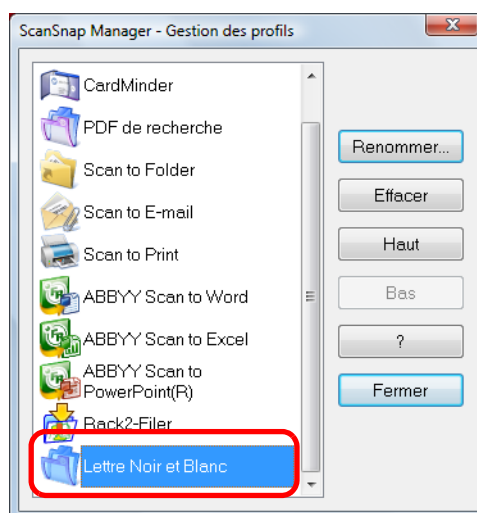 ScanSnap Manager - Gestion des profils
CardMinder
PDF de recherche
Scan to Folder
Scan to E-mail
Scan to Print
ABBYY Scan to Word
ABBYY Scan to Excel
ABBYY Scan to
PowerPoint(R)
Rack2-Filer
Lettre Noir et Blanc
Renommer...
Effacer
Haut
Bas
?
Fermer